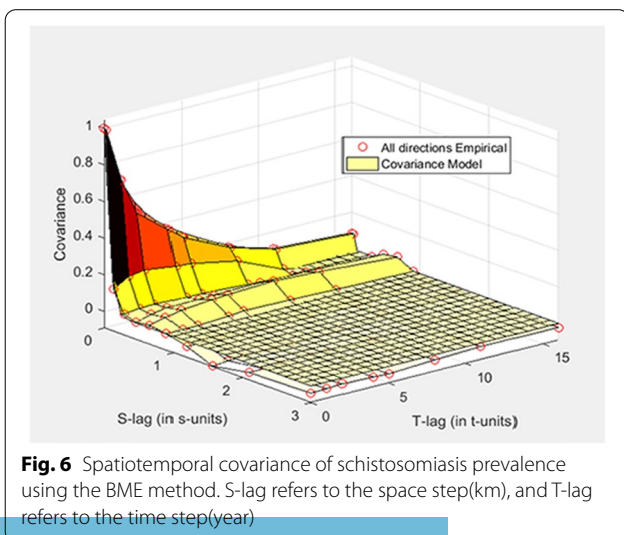 1
0.8
0.6
0.4
0.2
0
Covariance
All directions Empirical
Covariance Model
0
1
2
3
S-lag (in s-units)
0
5
10
15
T-lag (in t-units)
Fig. 6 Spatiotemporal covariance of schistosomiasis prevalence
using the BME method. S-lag refers to the space step(km), and T-lag
refers to the time step(year)